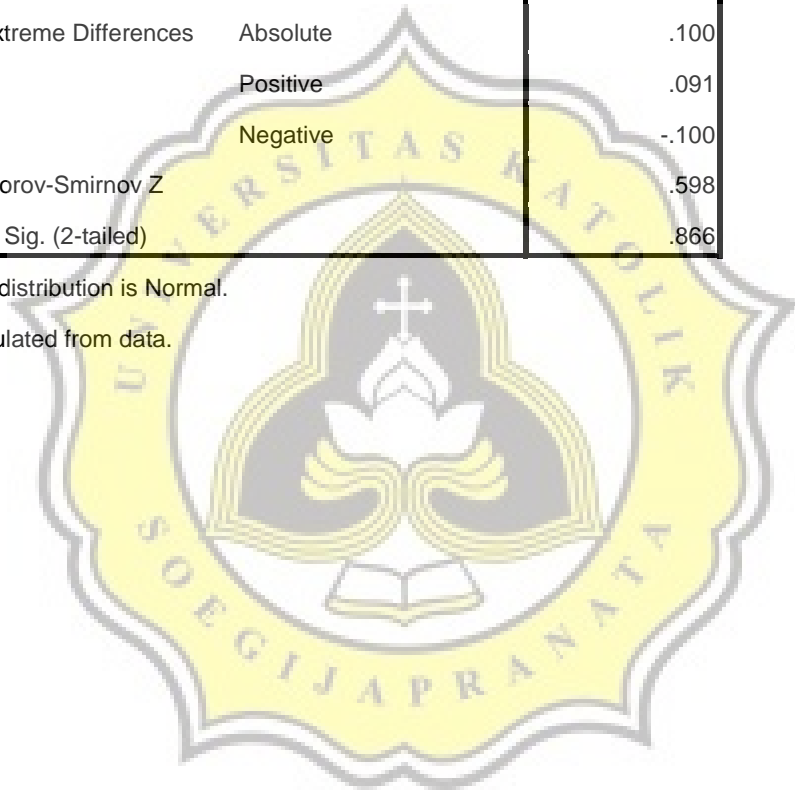 xtreme Differences Absolute .100
Positive .091
Negative -.100
orov-Smirnov Z .598
Sig. (2-tailed) .866
distribution is Normal.
ulated from data.
UNIVERSITAS KATOLIK
SOEGIJAPRANATA